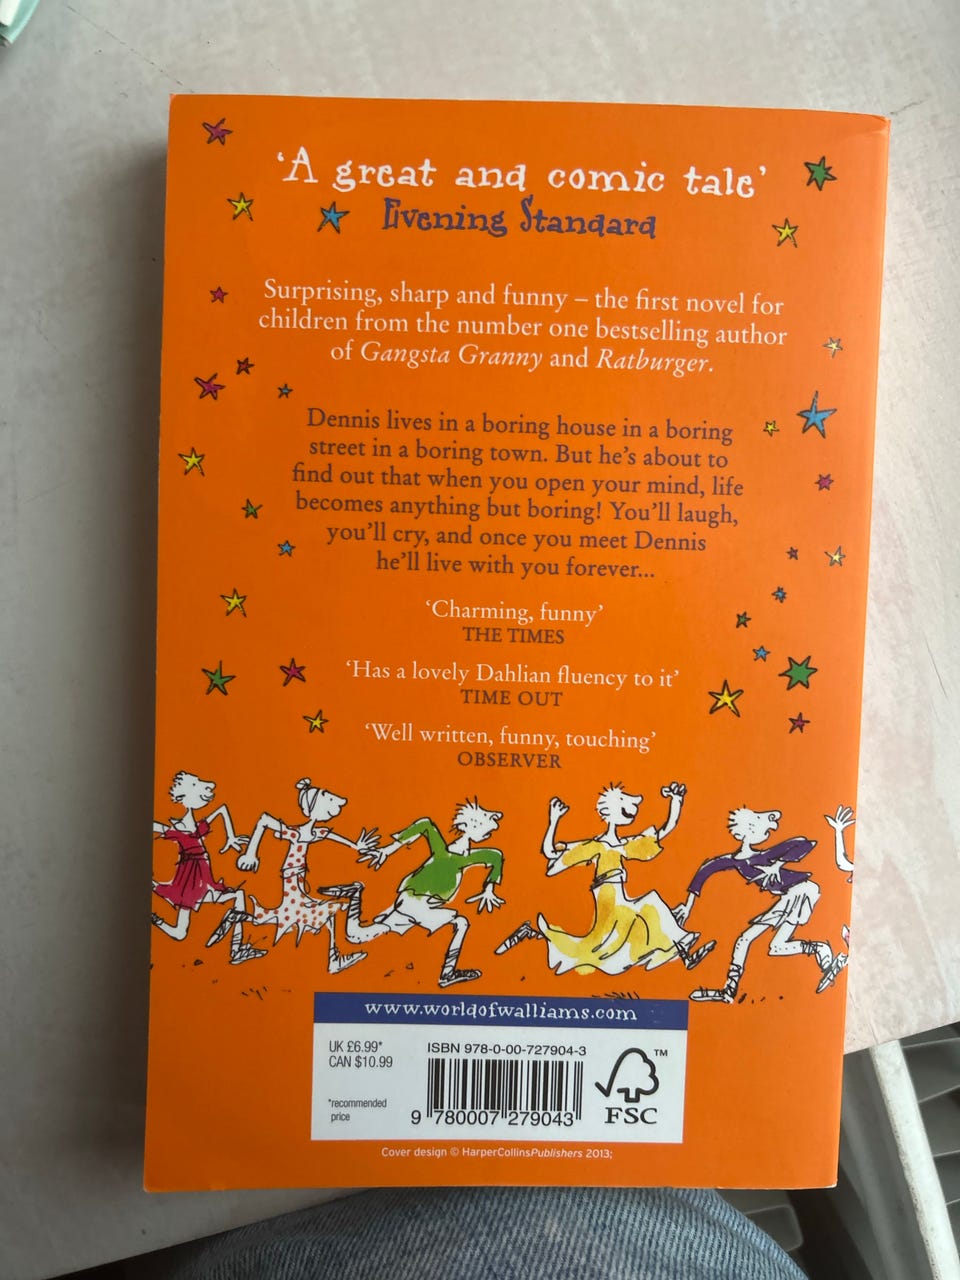 ‘A great and comic tale’
Evening Standard
Surprising, sharp and funny – the first novel for
children from the number one bestselling author
of Gangsta Granny and Ratburger.
Dennis lives in a boring house in a boring
street in a boring town. But he’s about to
find out that when you open your mind, life
becomes anything but boring! You’ll laugh,
you’ll cry, and once you meet Dennis
he’ll live with you forever...
‘Charming, funny’
THE TIMES
‘Has a lovely Dahlian fluency to it’
TIME OUT
‘Well written, funny, touching’
OBSERVER
www.worldofwalliams.com
UK £6.99*
CAN $10.99
*recommended
price
ISBN 978-0-00-727904-3
9 780007 279043
TM
FSC
Cover design © HarperCollinsPublishers 2013;